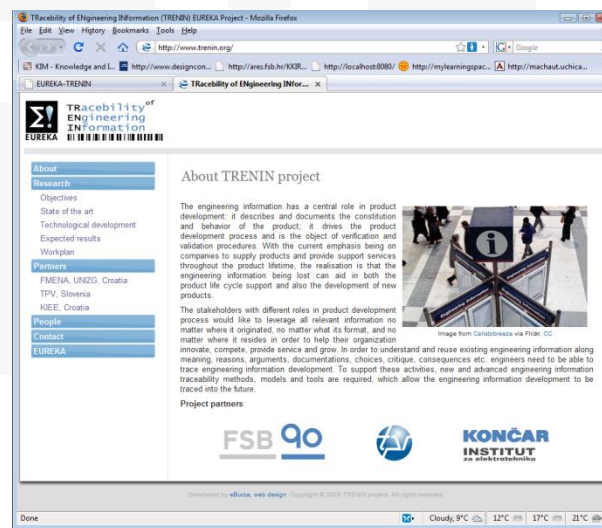 TRacebility of ENgineering INformation (TRENIN) EUREKA Project - Mozilla Firefox
File Edit View History Bookmarks Tools Help
http://www.trenin.org/
Google
KIM - Knowledge and I... http://www.designcon... http://ares.fsb.hr/KKIR... http://localhost:8080/ http://mylearningspac... http://machaut.uchica...
EUREKA-TRENIN
TRacebility of ENgineering INfor...
Σ!
EUREKA
TRacebility of
ENgineering
INformation
About
Research
Objectives
State of the art
Technological development
Expected results
Workplan
Partners
FMENA, UNIZG, Croatia
TPV, Slovenia
KIEE, Croatia
People
Contact
EUREKA
About TRENIN project
The engineering information has a central role in product
development: it describes and documents the constitution
and behavior of the product; it drives the product
development process and is the object of verification and
validation procedures. With the current emphasis being on
companies to supply products and provide support services
throughout the product lifetime, the realisation is that the
engineering information being lost can aid in both the
product life cycle support and also the development of new
products.
The stakeholders with different roles in product development
process would like to leverage all relevant information no
matter where it originated, no matter what its format, and no
matter where it resides in order to help their organization
innovate, compete, provide service and grow. In order to understand and reuse existing engineering information along
meaning, reasons, arguments, documentations, choices, critique, consequences etc. engineers need to be able to
trace engineering information development. To support these activities, new and advanced engineering information
traceability methods, models and tools are required, which allow the engineering information development to be
traced into the future.
i
Engineering Information
Image from Calistobreeze via Flickr. CC
Project partners:
FSB 90
KONČAR
INSTITUT
za elektrotehniku
Developed by eBurza, web design. Copyright © 2009 TRENIN project. All rights reserved.
Done
Cloudy, 9°C 12°C 17°C 21°C